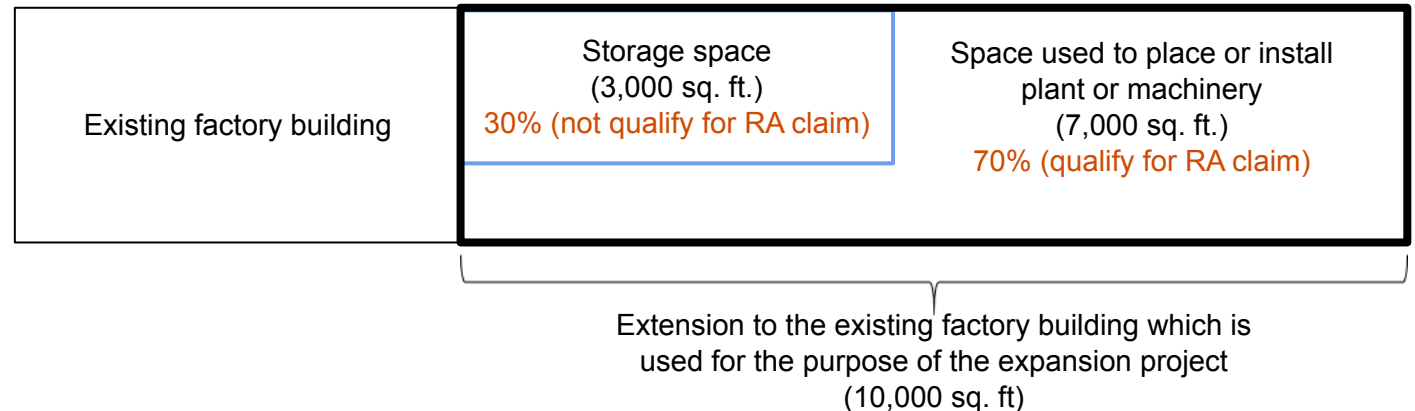 Existing factory building
Storage space
(3,000 sq. ft.)
30% (not qualify for RA claim)
Space used to place or install
plant or machinery
(7,000 sq. ft.)
70% (qualify for RA claim)
Extension to the existing factory building which is
used for the purpose of the expansion project
(10,000 sq. ft)